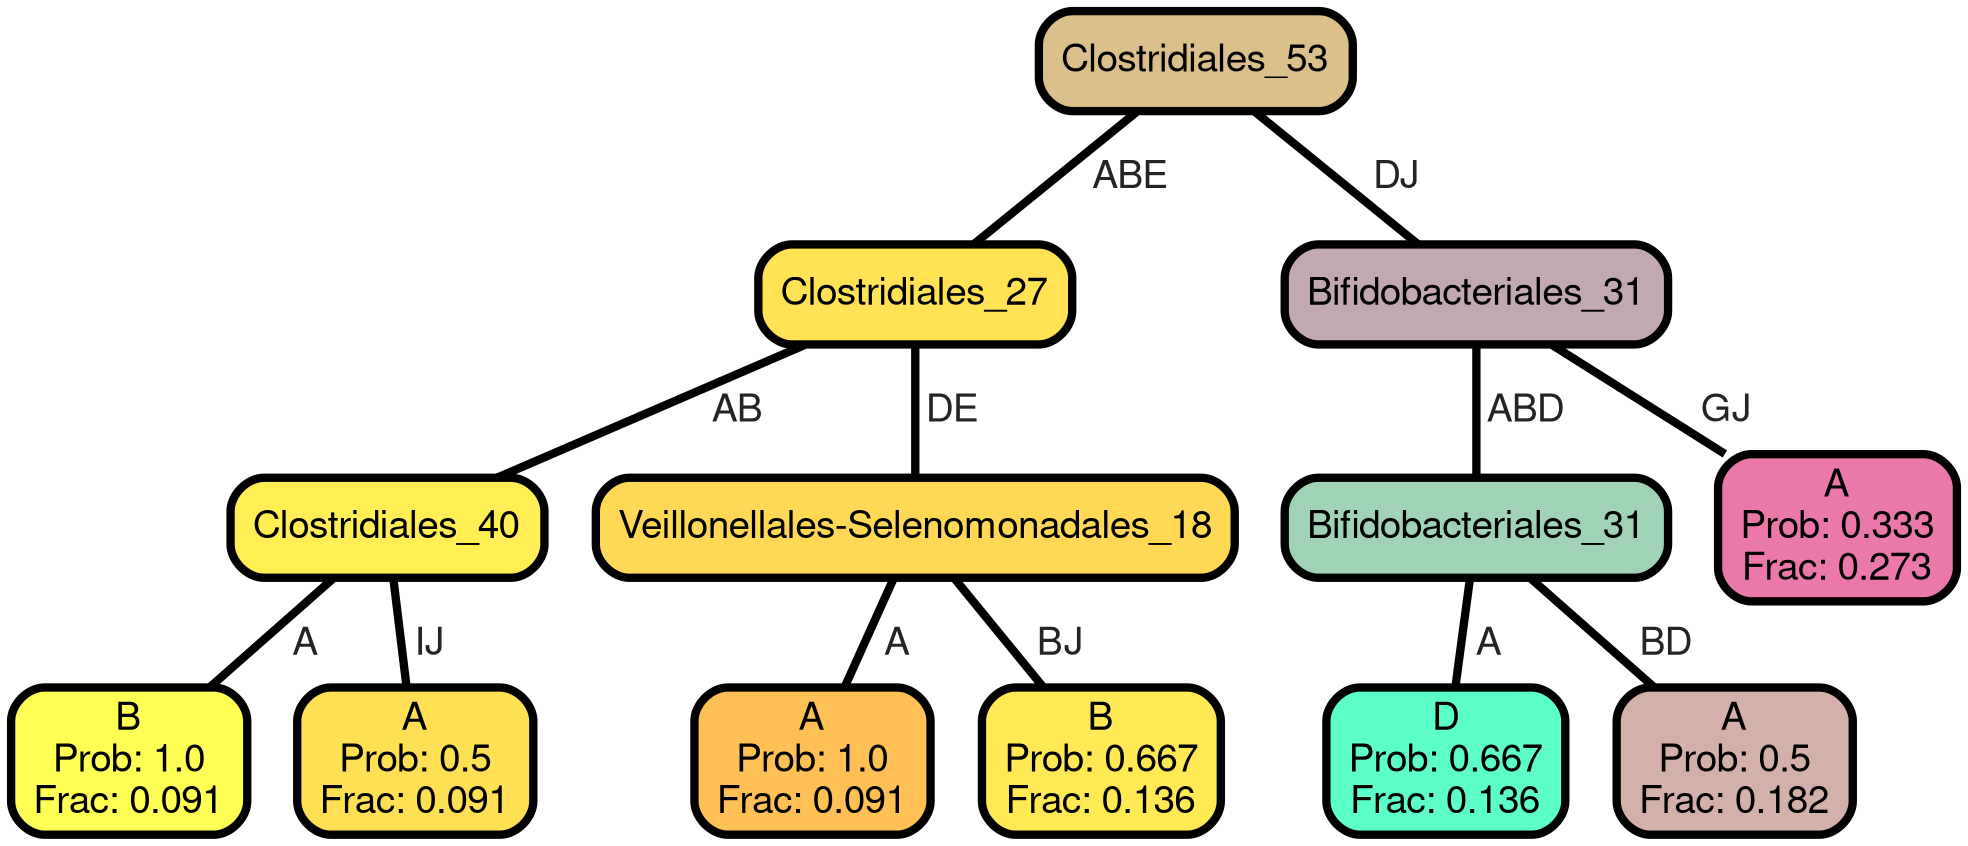 Clostridiales_53
ABE
DJ
Clostridiales_27
Bifidobacteriales_31
AB
DE
ABD
GJ
Clostridiales_40
Veillonellales-Selenomonadales_18
Bifidobacteriales_31
A
Prob: 0.333
Frac: 0.273
A
IJ
A
BJ
A
BD
B
Prob: 1.0
Frac: 0.091
A
Prob: 0.5
Frac: 0.091
A
Prob: 1.0
Frac: 0.091
B
Prob: 0.667
Frac: 0.136
D
Prob: 0.667
Frac: 0.136
A
Prob: 0.5
Frac: 0.182